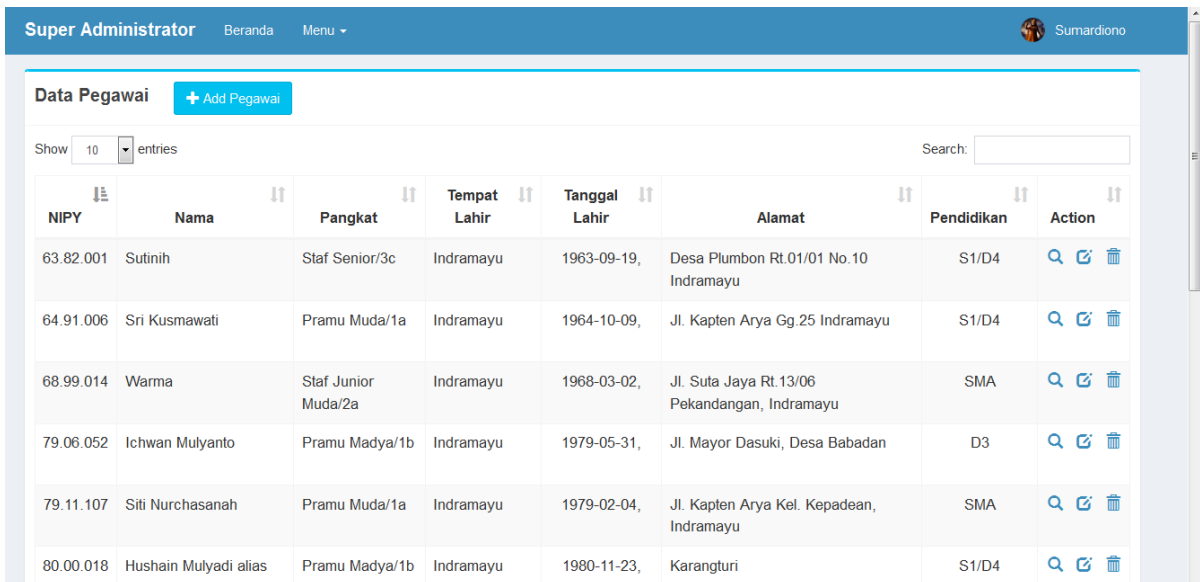 Super Administrator Beranda Menu Sumardiono
Data Pegawai Add Pegawai
Show 10 entries Search:
NIPY Nama Pangkat Tempat Lahir Tanggal Lahir Alamat Pendidikan Action
63.82.001 Sutinih Staf Senior/3c Indramayu 1963-09-19, Desa Plumbon Rt.01/01 No.10 S1/D4
Indramayu
64.91.006 Sri Kusmawati Pramu Muda/1a Indramayu 1964-10-09, Jl. Kapten Arya Gg.25 Indramayu S1/D4
68.99.014 Warma Staf Junior Indramayu 1968-03-02, Jl. Suta Jaya Rt.13/06 SMA
Muda/2a Pekandangan, Indramayu
79.06.052 Ichwan Mulyanto Pramu Madya/1b Indramayu 1979-05-31, Jl. Mayor Dasuki, Desa Babadan D3
79.11.107 Siti Nurchasanah Pramu Muda/1a Indramayu 1979-02-04, Jl. Kapten Arya Kel. Kepadean, SMA
Indramayu
80.00.018 Hushain Mulyadi alias Pramu Madya/1b Indramayu 1980-11-23, Karangturi S1/D4